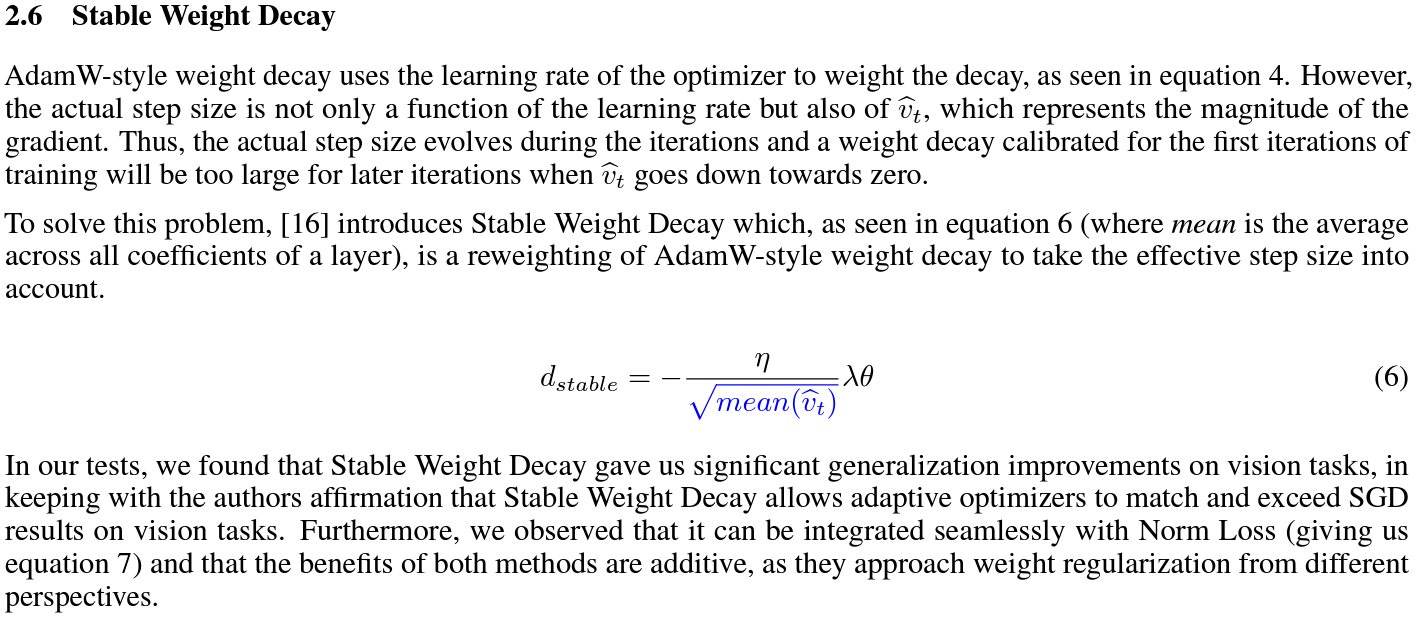 2.6 Stable Weight Decay
AdamW-style weight decay uses the learning rate of the optimizer to weight the decay, as seen in equation 4. However,
the actual step size is not only a function of the learning rate but also of v̂_t, which represents the magnitude of the
gradient. Thus, the actual step size evolves during the iterations and a weight decay calibrated for the first iterations of
training will be too large for later iterations when v̂_t goes down towards zero.
To solve this problem, [16] introduces Stable Weight Decay which, as seen in equation 6 (where mean is the average
across all coefficients of a layer), is a reweighting of AdamW-style weight decay to take the effective step size into
account.
d_{stable} = -\frac{η}{\sqrt{mean(v̂_t)}}λθ (6)
In our tests, we found that Stable Weight Decay gave us significant generalization improvements on vision tasks, in
keeping with the authors affirmation that Stable Weight Decay allows adaptive optimizers to match and exceed SGD
results on vision tasks. Furthermore, we observed that it can be integrated seamlessly with Norm Loss (giving us
equation 7) and that the benefits of both methods are additive, as they approach weight regularization from different
perspectives.